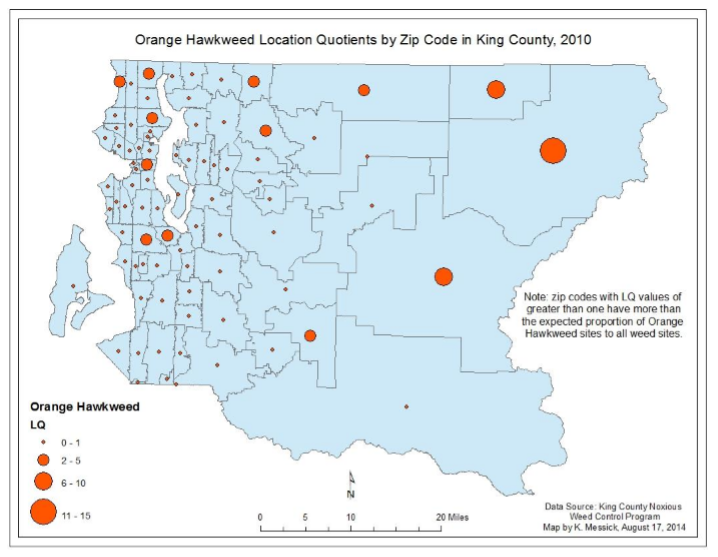 Orange Hawkweed Location Quotients by Zip Code in King County, 2010
Note: zip codes with LQ values of
greater than one have more than
the expected proportion of Orange
Hawkweed sites to all weed sites.
Orange Hawkweed
LQ
0 - 1
2 - 5
6 - 10
11 - 15
N
0 5 10 20 Miles
Data Source: King County Noxious
Weed Control Program
Map by K. Messick, August 17, 2014